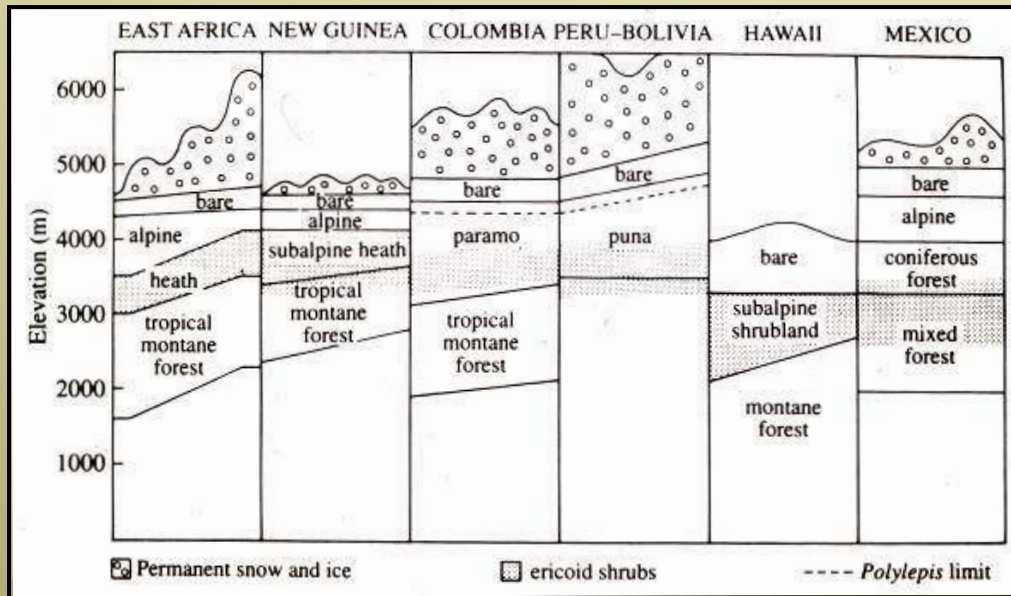 EAST AFRICA NEW GUINEA COLOMBIA PERU–BOLIVIA HAWAII MEXICO
Elevation (m)
6000
5000
4000
3000
2000
1000
bare
alpine
heath
tropical
montane
forest
bare
alpine
subalpine heath
tropical
montane
forest
bare
paramo
tropical
montane
forest
bare
puna
bare
subalpine
shrubland
montane
forest
bare
alpine
coniferous
forest
mixed
forest
Permanent snow and ice
ericoid shrubs
Polylepis limit